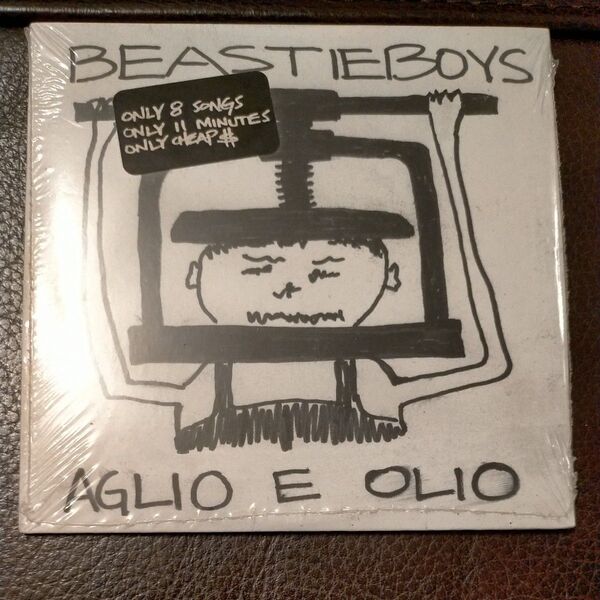 BEASTIEBOYS
ONLY 8 SONGS
ONLY 11 MINUTES
ONLY CHEAP $
AGLIO E OLIO